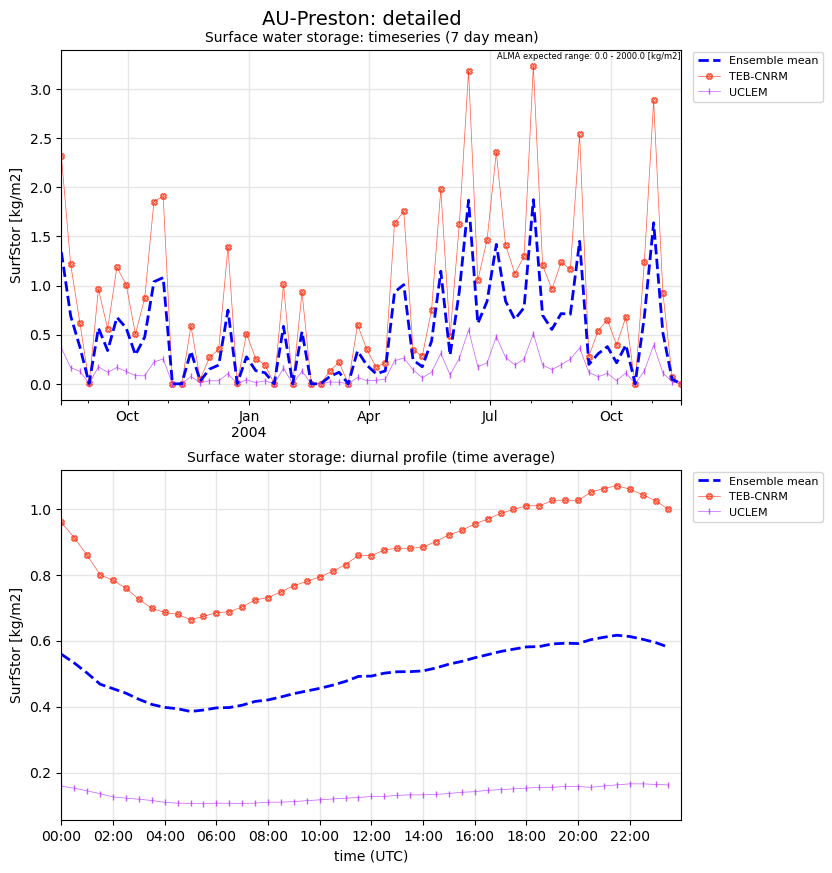 AU-Preston: detailed
Surface water storage: timeseries (7 day mean)
ALMA expected range: 0.0 - 2000.0 [kg/m2]
Ensemble mean
TEB-CNRM
UCLEM
SurfStor [kg/m2]
3.0
2.5
2.0
1.5
1.0
0.5
0.0
Oct Jan Apr Jul Oct
2004
Surface water storage: diurnal profile (time average)
Ensemble mean
TEB-CNRM
UCLEM
SurfStor [kg/m2]
1.0
0.8
0.6
0.4
0.2
00:00 02:00 04:00 06:00 08:00 10:00 12:00 14:00 16:00 18:00 20:00 22:00
time (UTC)